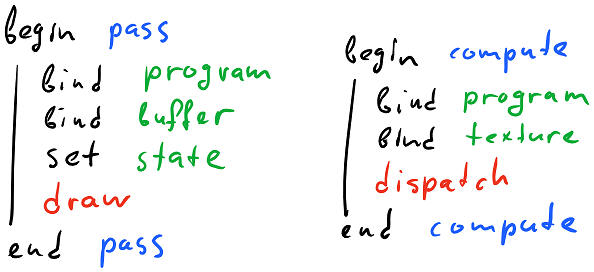 begin pass
bind program
bind buffer
set state
draw
end pass
begin compute
bind program
bind texture
dispatch
end compute